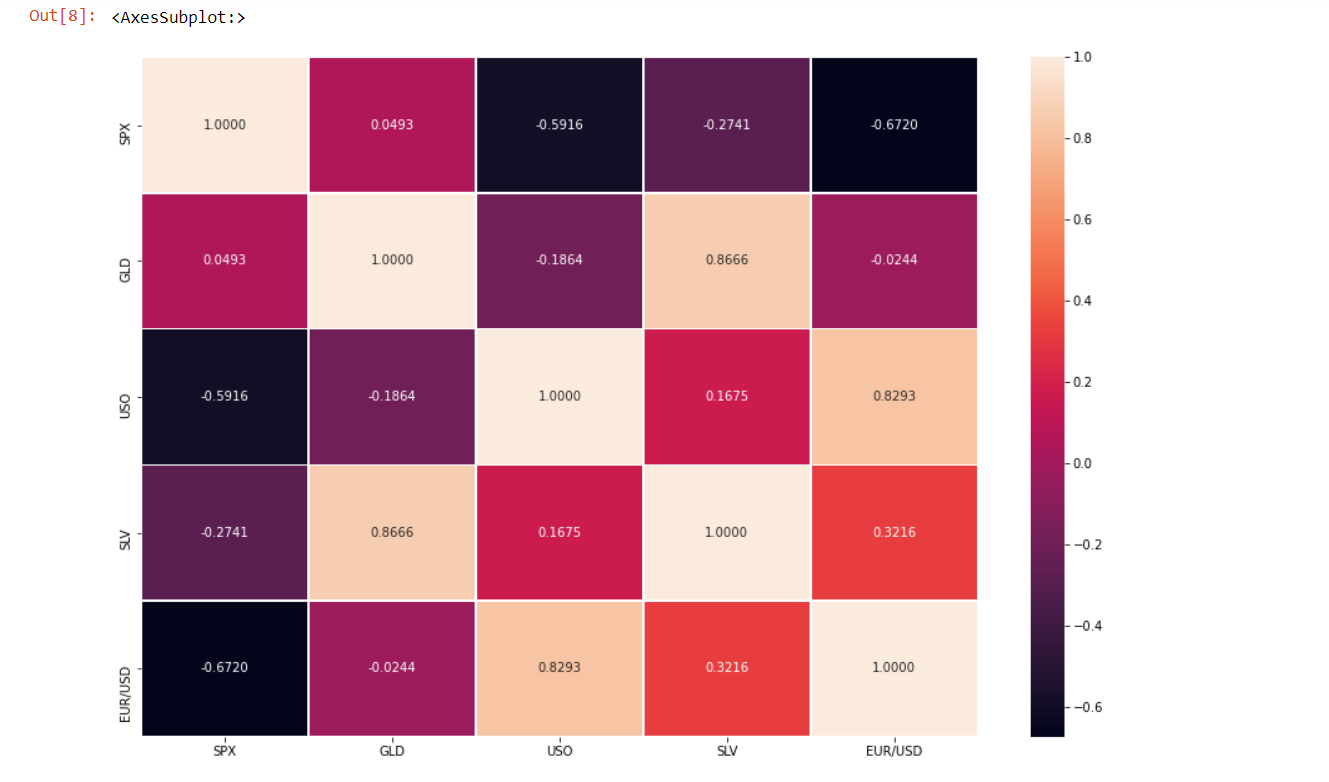 Out[8]: <AxesSubplot:>
SPX 1.0000 0.0493 -0.5916 -0.2741 -0.6720
GLD 0.0493 1.0000 -0.1864 0.8666 -0.0244
USO -0.5916 -0.1864 1.0000 0.1675 0.8293
SLV -0.2741 0.8666 0.1675 1.0000 0.3216
EUR/USD -0.6720 -0.0244 0.8293 0.3216 1.0000
SPX GLD USO SLV EUR/USD
1.0
0.8
0.6
0.4
0.2
0.0
−0.2
−0.4
−0.6